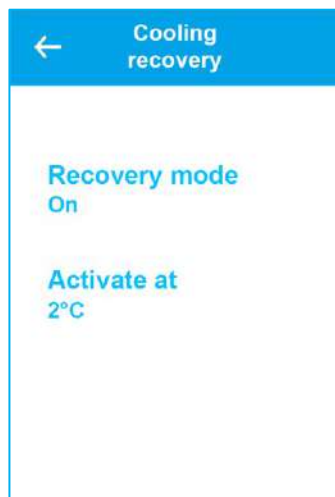 Cooling
recovery
Recovery mode
On
Activate at
2°C